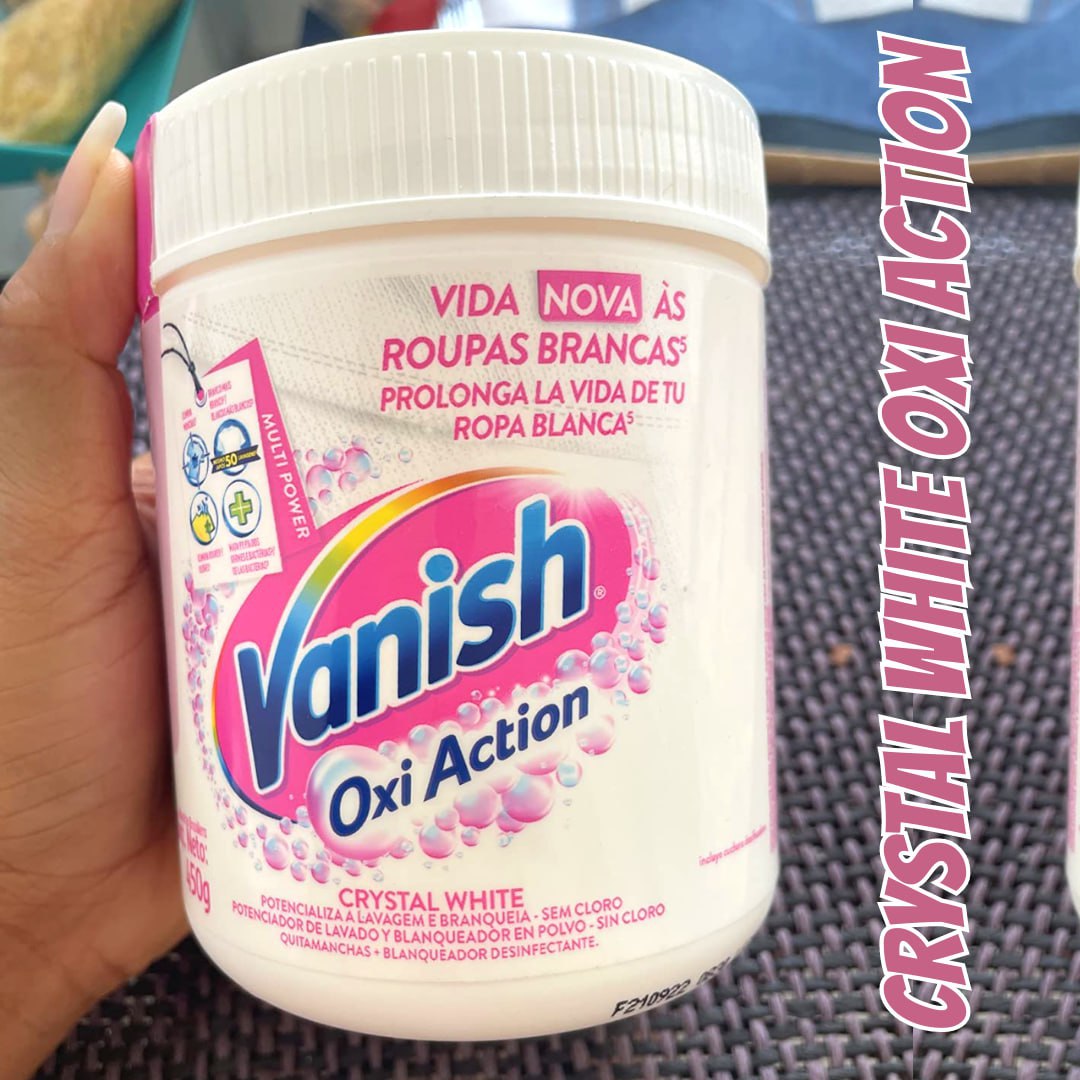 VIDA NOVA ÀS
ROUPAS BRANCAS⁵
PROLONGA LA VIDA DE TU
ROPA BLANCA⁵
MULTI POWER
50
Vanish®
Oxi Action
Neto:
450g
CRYSTAL WHITE
POTENCIALIZA A LAVAGEM E BRANQUEIA - SEM CLORO
POTENCIADOR DE LAVADO Y BLANQUEADOR EN POLVO - SIN CLORO
QUITAMANCHAS + BLANQUEADOR DESINFECTANTE.
F210922
CRYSTAL WHITE OXI ACTION